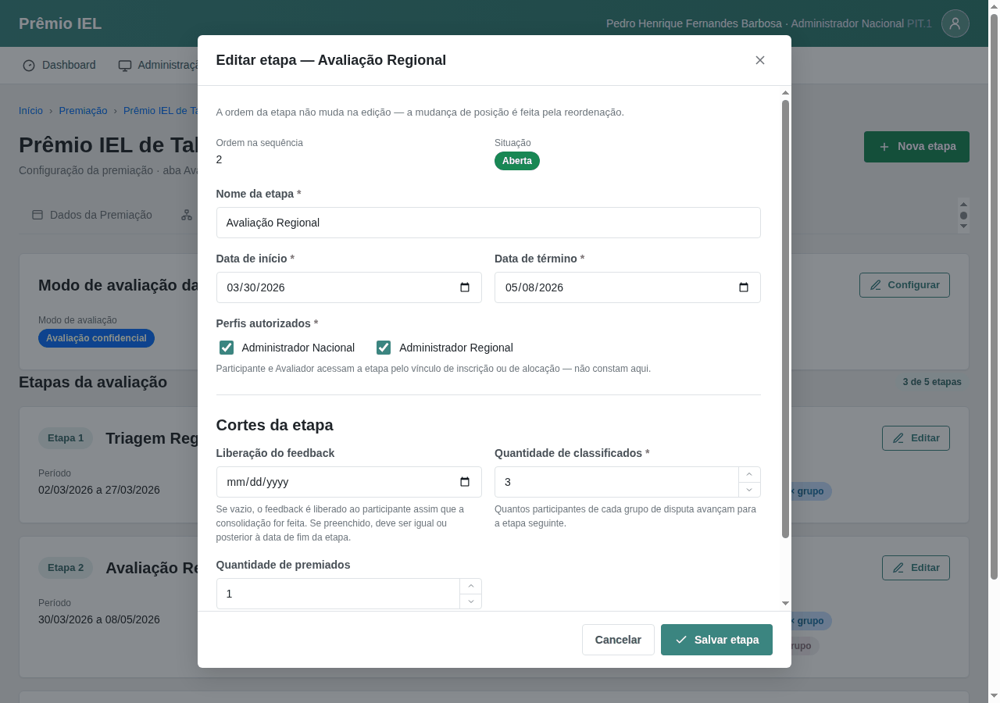 Prêmio IEL
Pedro Henrique Fernandes Barbosa · Administrador Nacional PIT.1
Editar etapa — Avaliação Regional
Dashboard
Início › Premiação › Prêmio IEL de
Prêmio IEL de
Nova etapa
Configuração da premiação · aba
Dados da Premiação
Modo de avaliação
Configurar
Modo de avaliação
Avaliação confidencial
Etapas da avaliação
3 de 5 etapas
Etapa 1
Triagem
Editar
Período
02/03/2026 a 27/03/2026
grupo
Etapa 2
Avaliação
Editar
Período
30/03/2026 a 08/05/2026
grupo
A ordem da etapa não muda na edição — a mudança de posição é feita pela reordenação.
Ordem na sequência
2
Situação
Aberta
Nome da etapa *
Avaliação Regional
Data de início *
03/30/2026
Data de término *
05/08/2026
Perfis autorizados *
Administrador Nacional
Administrador Regional
Participante e Avaliador acessam a etapa pelo vínculo de inscrição ou de alocação — não constam aqui.
Cortes da etapa
Liberação do feedback
mm/dd/yyyy
Se vazio, o feedback é liberado ao participante assim que a
consolidação for feita. Se preenchido, deve ser igual ou
posterior à data de fim da etapa.
Quantidade de classificados *
3
Quantos participantes de cada grupo de disputa avançam para
a etapa seguinte.
Quantidade de premiados
1
Cancelar
Salvar etapa